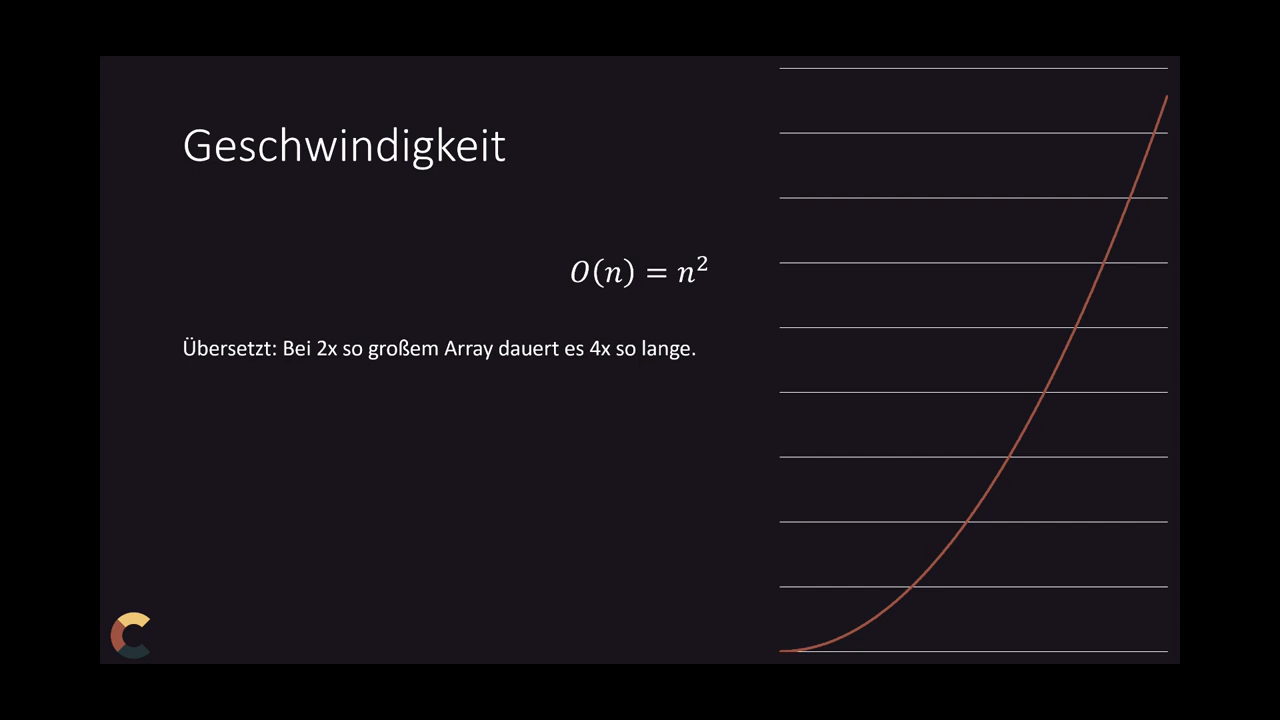 Geschwindigkeit
O(n) = n²
Übersetzt: Bei 2x so großem Array dauert es 4x so lange.